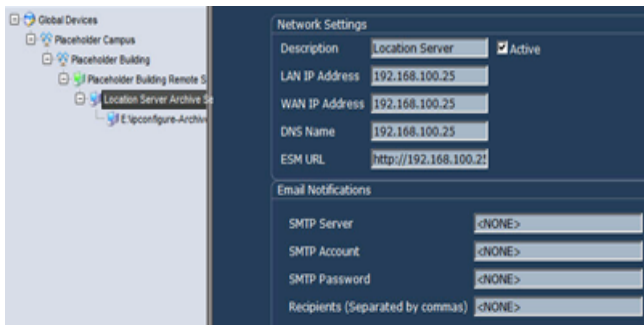 Global Devices
Placeholder Campus
Placeholder Building
Placeholder Building Remote S
Location Server Archive Se
E:\ipconfigure-Archive
Network Settings
Description Location Server Active
LAN IP Address 192.168.100.25
WAN IP Address 192.168.100.25
DNS Name 192.168.100.25
ESM URL http://192.168.100.25
Email Notifications
SMTP Server <NONE>
SMTP Account <NONE>
SMTP Password <NONE>
Recipients (Separated by commas) <NONE>